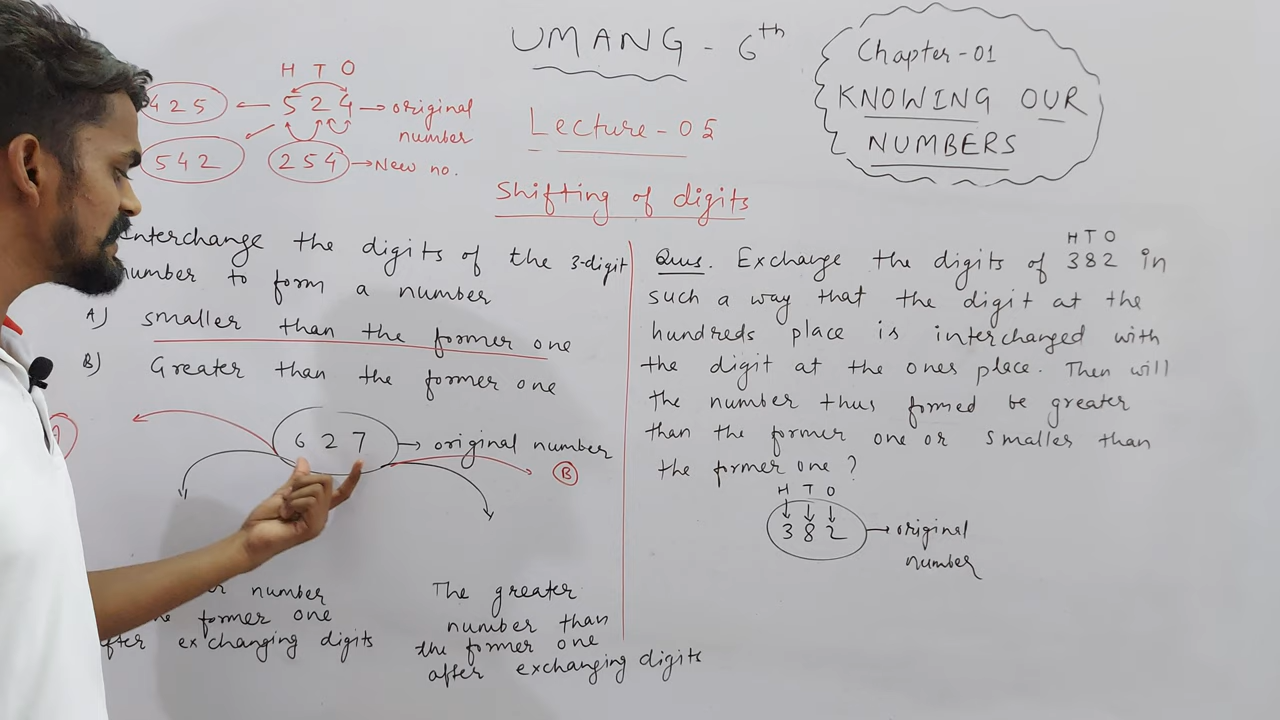 UMANG - 6th
Chapter-01
KNOWING OUR
NUMBERS
Lecture-05
Shifting of digits
H T O
425 ← 524 → original
number
542 254 → New no.
Interchange the digits of the 3-digit
number to form a number
A) smaller than the former one
B) Greater than the former one
627 → original number
B
number
former one
after exchanging digits
The greater
number than
the former one
after exchanging digits
H T O
Ques. Exchange the digits of 382 in
such a way that the digit at the
hundreds place is interchanged with
the digit at the ones place. Then will
the number thus formed be greater
than the former one or smaller than
the former one ?
H T O
382 → original
number